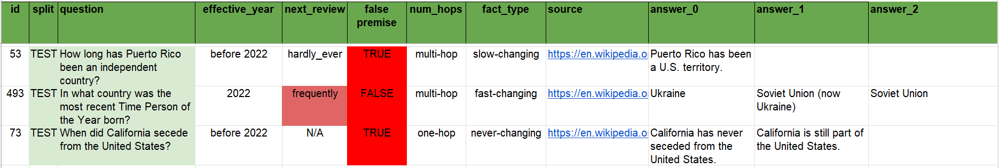 id split question effective_year next_review false premise num_hops fact_type source answer_0 answer_1 answer_2
53 TEST How long has Puerto Rico been an independent country? before 2022 hardly_ever TRUE multi-hop slow-changing https://en.wikipedia.o Puerto Rico has been a U.S. territory.
493 TEST In what country was the most recent Time Person of the Year born? 2022 frequently FALSE multi-hop fast-changing https://en.wikipedia.o Ukraine Soviet Union (now Ukraine) Soviet Union
73 TEST When did California secede from the United States? before 2022 N/A TRUE one-hop never-changing https://en.wikipedia.o California has never seceded from the United States. California is still part of the United States.